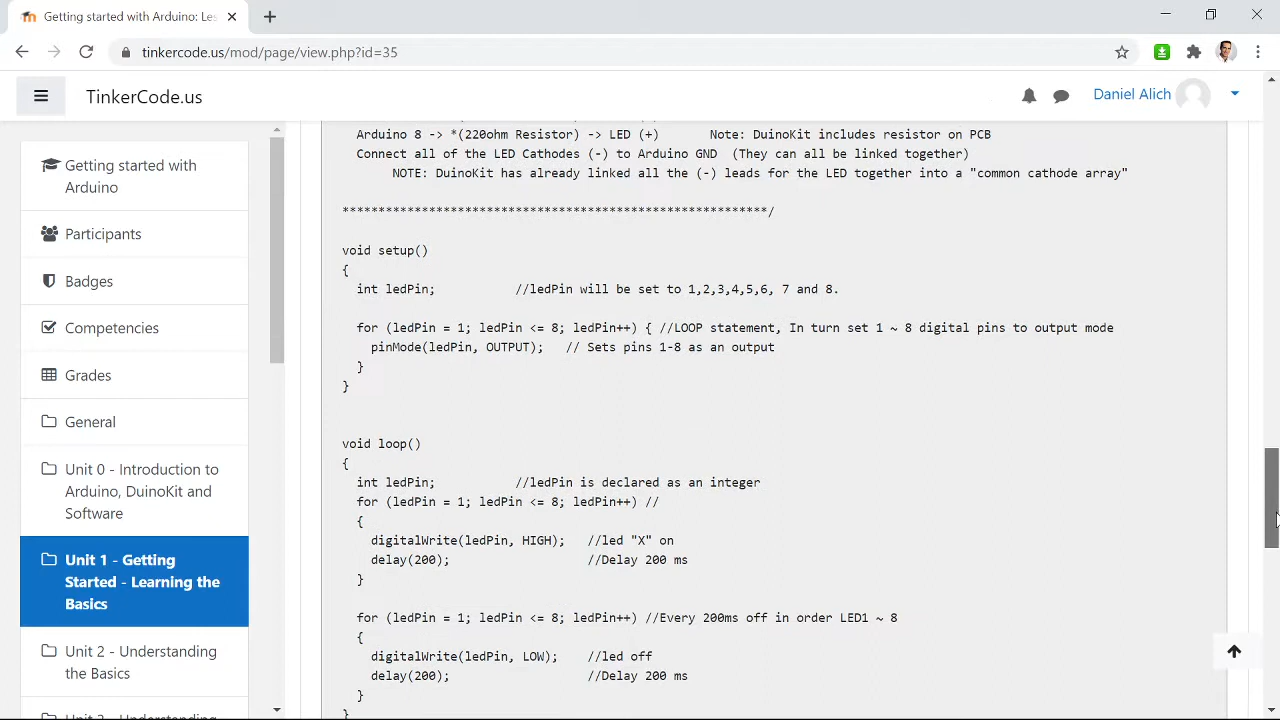 Getting started with Arduino: Les
tinkercode.us/mod/page/view.php?id=35
TinkerCode.us
Daniel Alich
Getting started with
Arduino
Participants
Badges
Competencies
Grades
General
Unit 0 - Introduction to
Arduino, DuinoKit and
Software
Unit 1 - Getting
Started - Learning the
Basics
Unit 2 - Understanding
the Basics
Arduino 8 -> *(220ohm Resistor) -> LED (+)      Note: DuinoKit includes resistor on PCB
Connect all of the LED Cathodes (-) to Arduino GND  (They can all be linked together)
NOTE: DuinoKit has already linked all the (-) leads for the LED together into a "common cathode array"
***********************************************************/
void setup()
{
int ledPin;           //ledPin will be set to 1,2,3,4,5,6, 7 and 8.
for (ledPin = 1; ledPin <= 8; ledPin++) { //LOOP statement, In turn set 1 ~ 8 digital pins to output mode
pinMode(ledPin, OUTPUT);   // Sets pins 1-8 as an output
}
}
void loop()
{
int ledPin;           //ledPin is declared as an integer
for (ledPin = 1; ledPin <= 8; ledPin++) //
{
digitalWrite(ledPin, HIGH);   //led "X" on
delay(200);                   //Delay 200 ms
}
for (ledPin = 1; ledPin <= 8; ledPin++) //Every 200ms off in order LED1 ~ 8
{
digitalWrite(ledPin, LOW);    //led off
delay(200);                   //Delay 200 ms
}
}